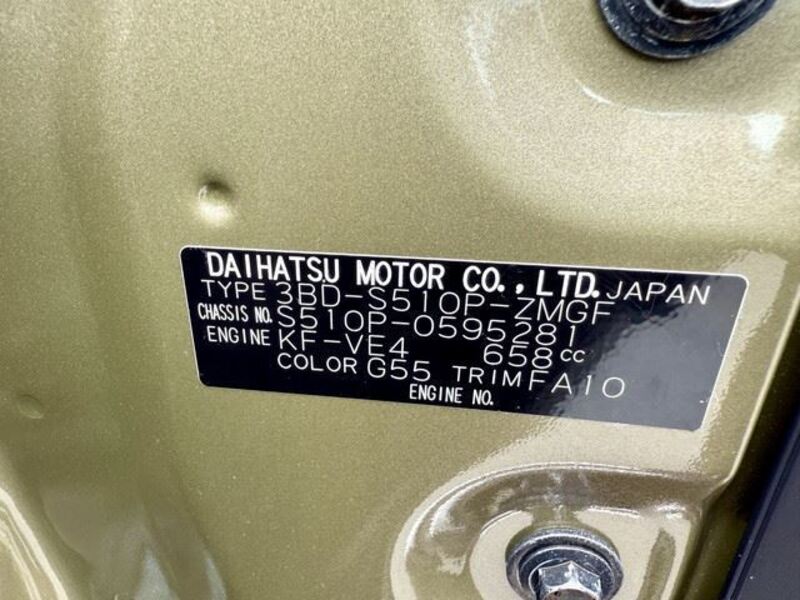 DAIHATSU MOTOR CO., LTD. JAPAN
TYPE 3BD-S510P-ZMGF
CHASSIS NO. S510P-0595281
ENGINE KF-VE4 658cc
COLOR G55 TRIM FA10
ENGINE NO.